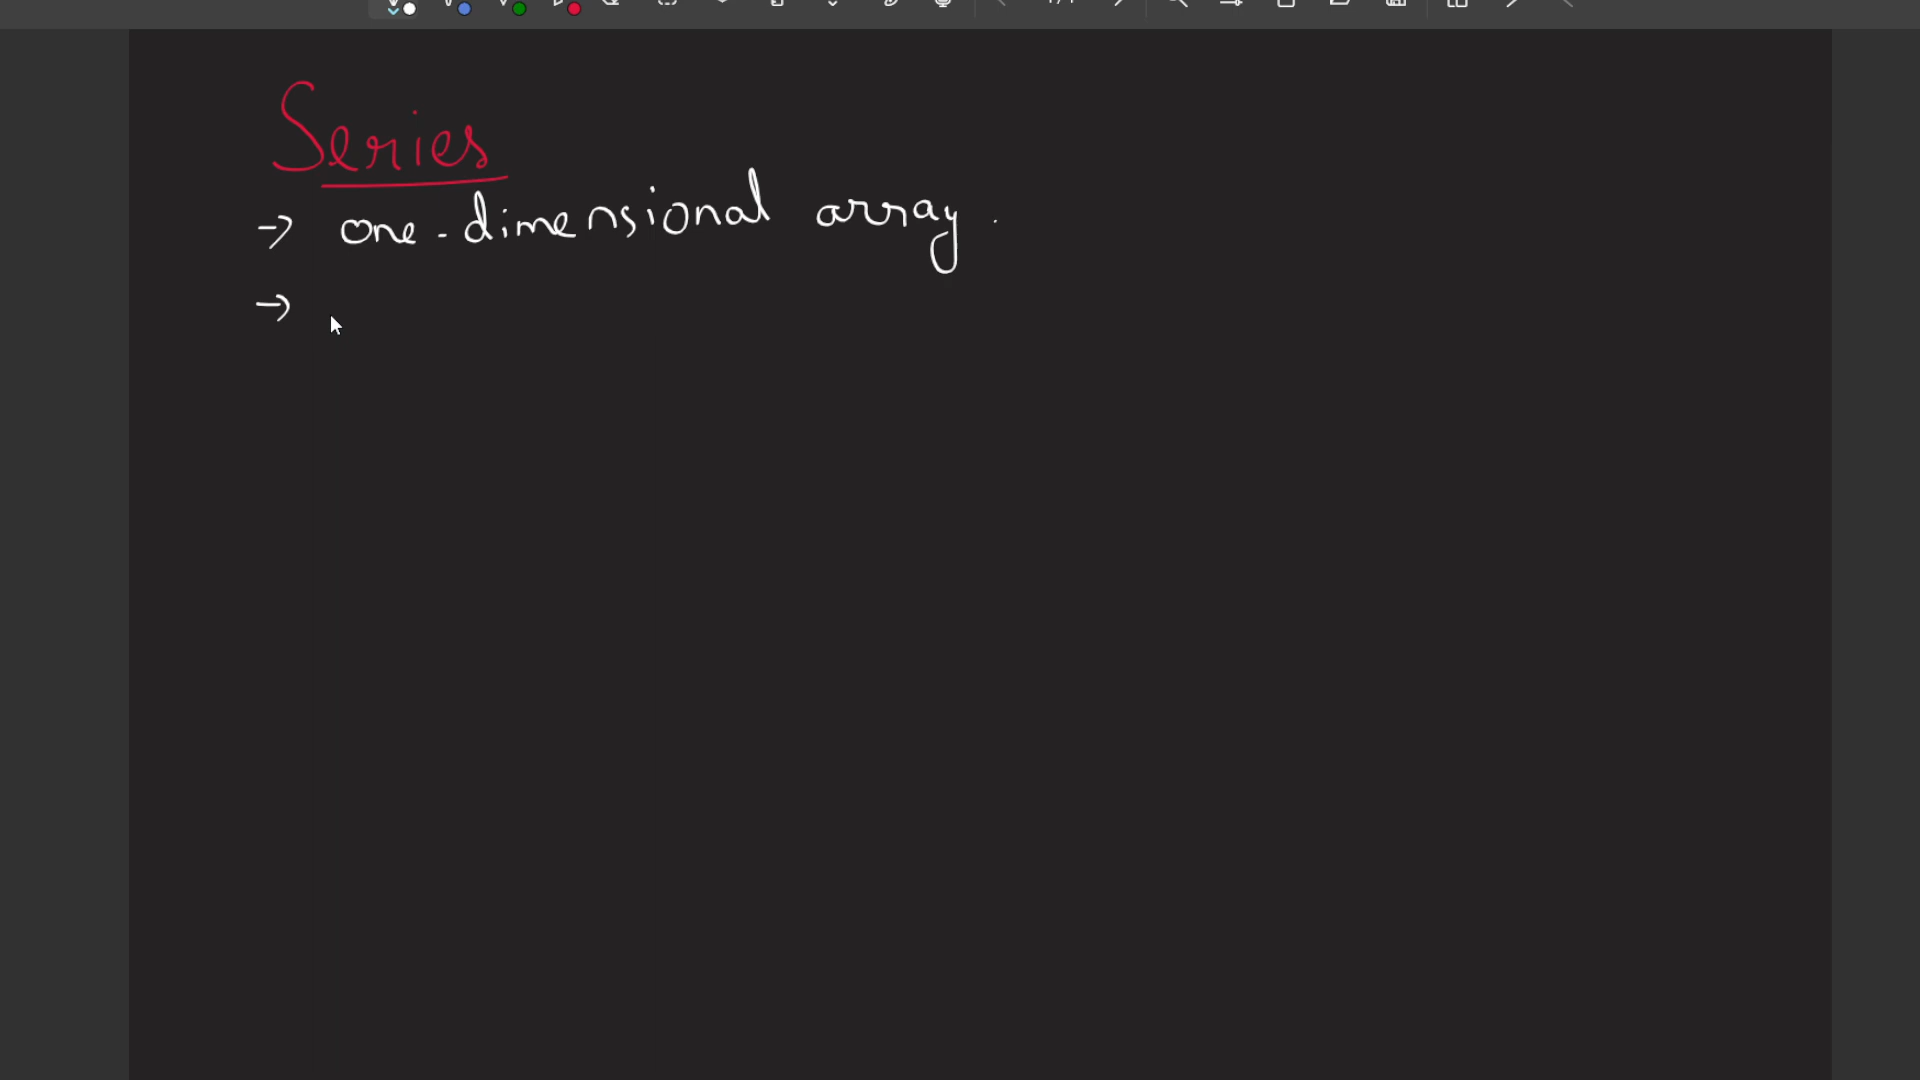 Series
→ one-dimensional array.
→